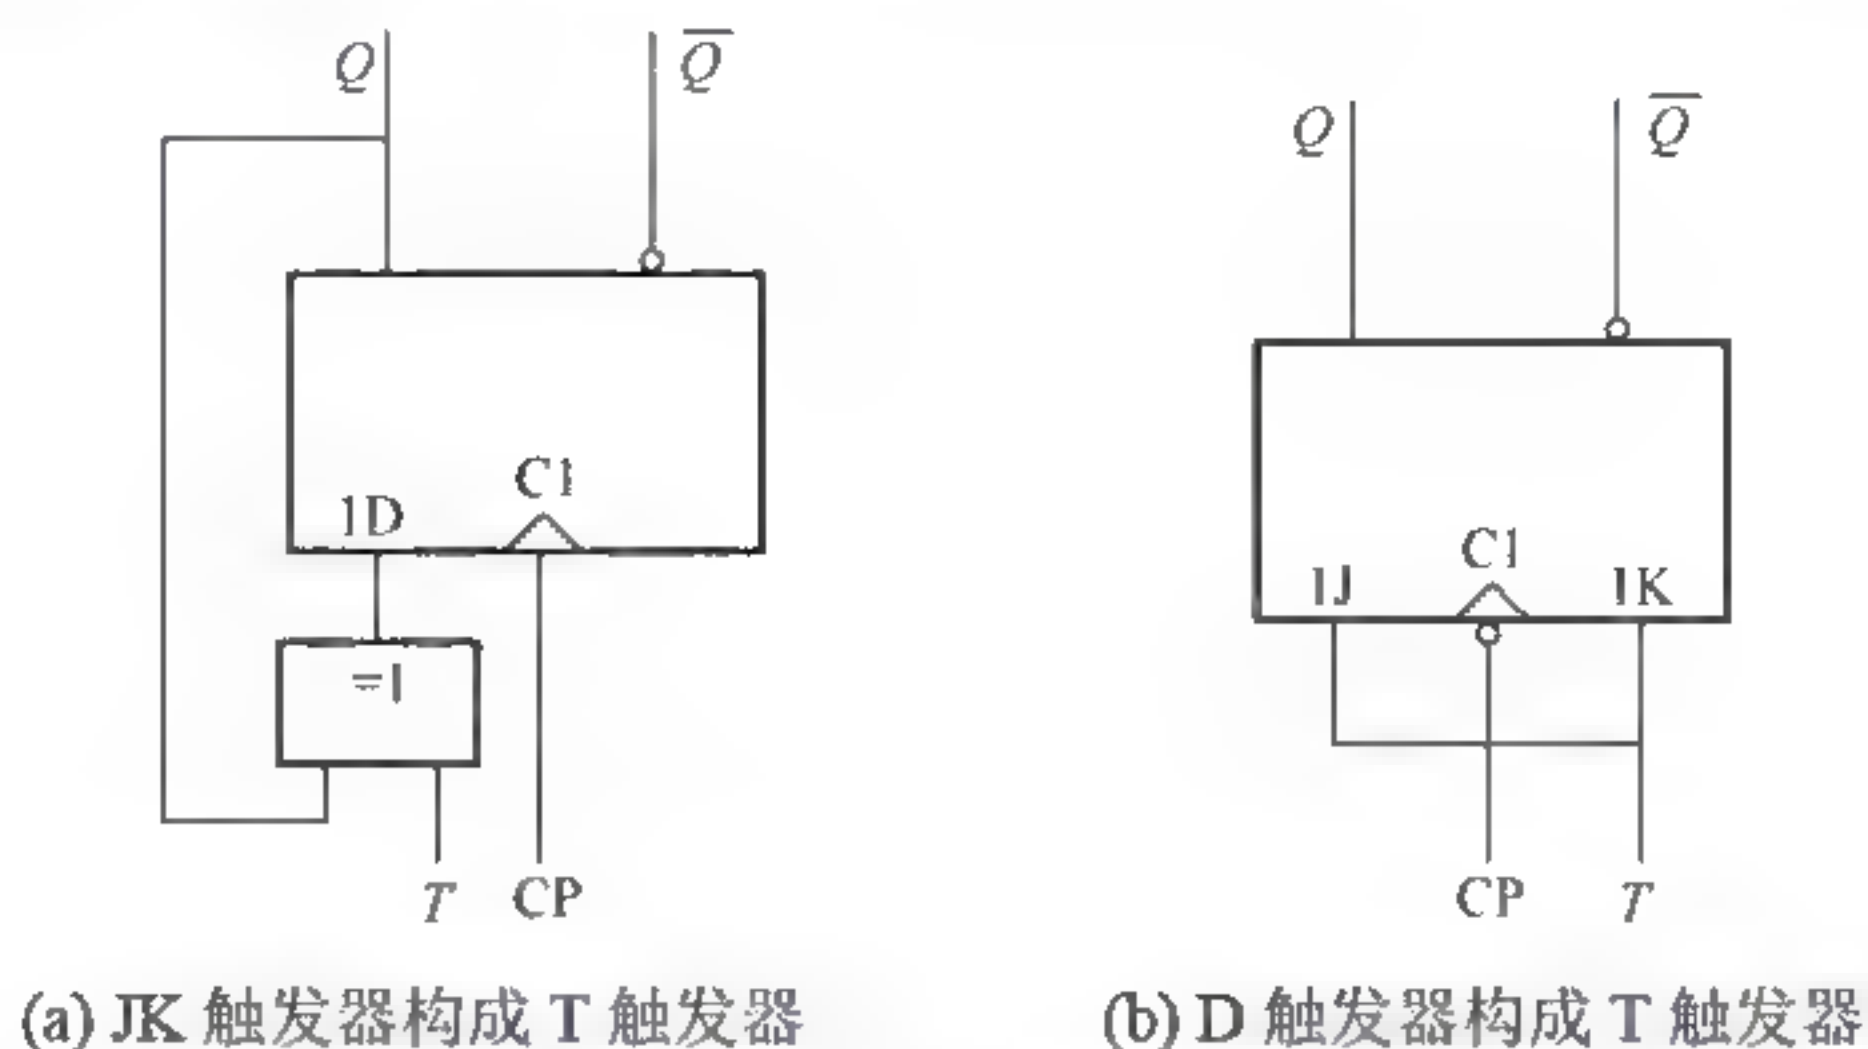 Q
Q̅
C1
1D
=1
T
CP
(a) JK 触发器构成 T 触发器
Q
Q̅
C1
1J
1K
CP
T
(b) D 触发器构成 T 触发器